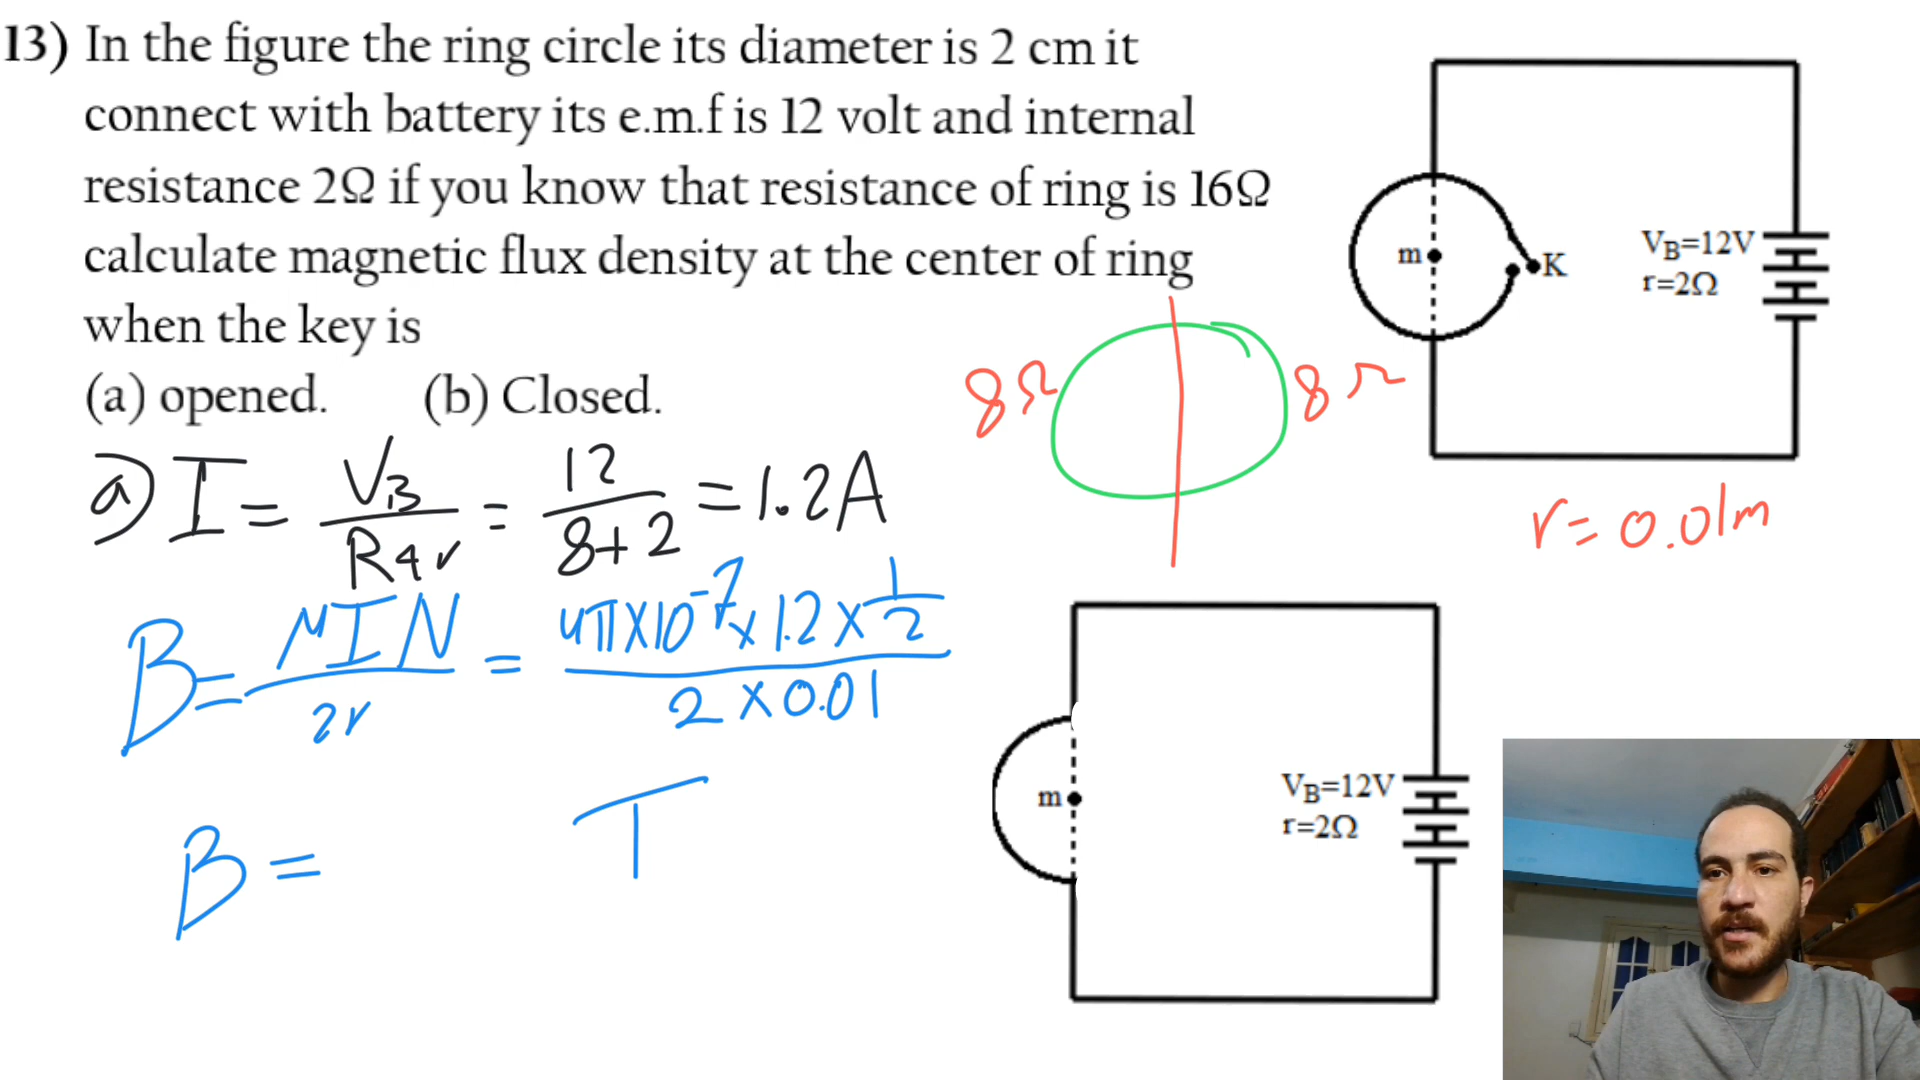 13) In the figure the ring circle its diameter is 2 cm it
connect with battery its e.m.f is 12 volt and internal
resistance 2Ω if you know that resistance of ring is 16Ω
calculate magnetic flux density at the center of ring
when the key is
(a) opened. (b) Closed.
m
K
VB=12V
r=2Ω
8Ω
8Ω
r = 0.01m
a) I = VB / R+r = 12 / 8+2 = 1.2A
B = μIN / 2r = 4π×10⁻⁷×1.2×1/2 / 2×0.01
B = T
m
VB=12V
r=2Ω